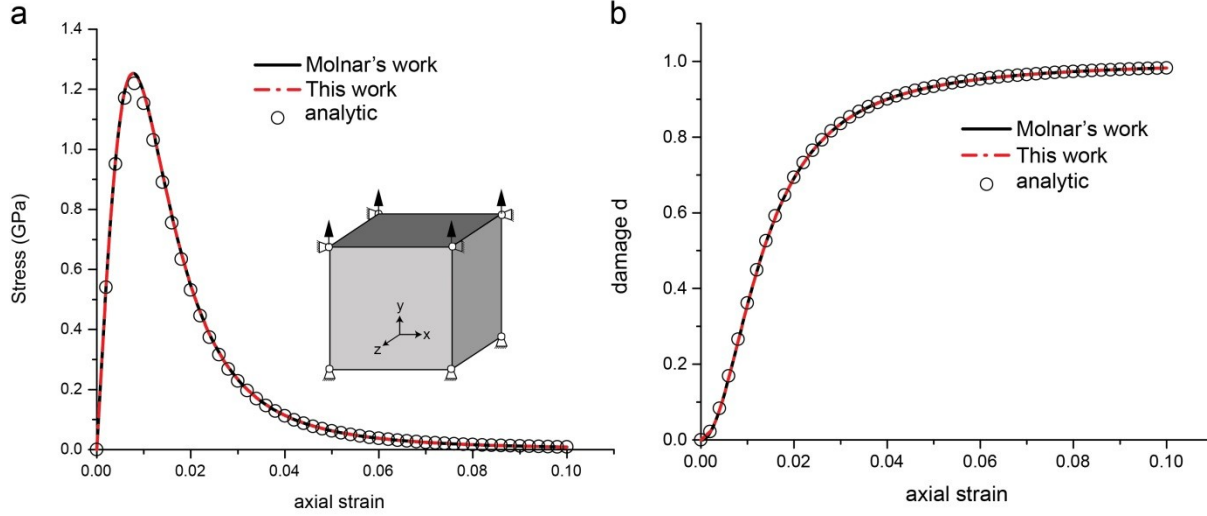 a
1.4
1.2
1.0
0.8
0.6
0.4
0.2
0.0
Stress (GPa)
Molnar's work
This work
analytic
y
x
z
0.00
0.02
0.04
0.06
0.08
0.10
axial strain
b
1.0
0.8
0.6
0.4
0.2
0.0
damage d
Molnar's work
This work
analytic
0.00
0.02
0.04
0.06
0.08
0.10
axial strain